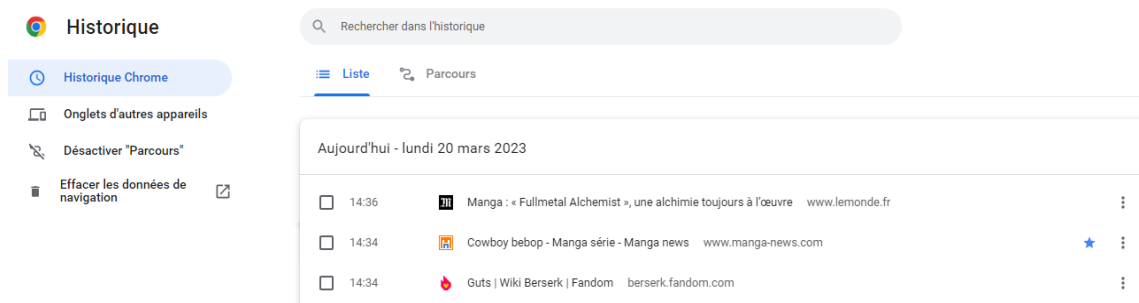 Historique
Rechercher dans l'historique
Historique Chrome
Onglets d'autres appareils
Désactiver "Parcours"
Effacer les données de
navigation
Liste Parcours
Aujourd'hui - lundi 20 mars 2023
14:36 Manga : « Fullmetal Alchemist », une alchimie toujours à l'œuvre www.lemonde.fr
14:34 Cowboy bebop - Manga série - Manga news www.manga-news.com
14:34 Guts | Wiki Berserk | Fandom berserk.fandom.com